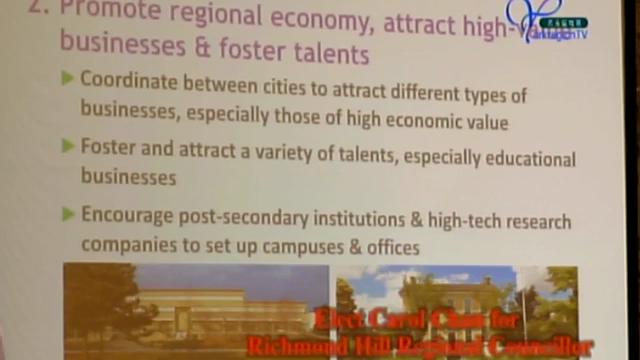 2. Promote regional economy, attract high-value
businesses & foster talents
Coordinate between cities to attract different types of
businesses, especially those of high economic value
Foster and attract a variety of talents, especially educational
businesses
Encourage post-secondary institutions & high-tech research
companies to set up campuses & offices
Elect Carol Chan for
Richmond Hill Regional Councillor